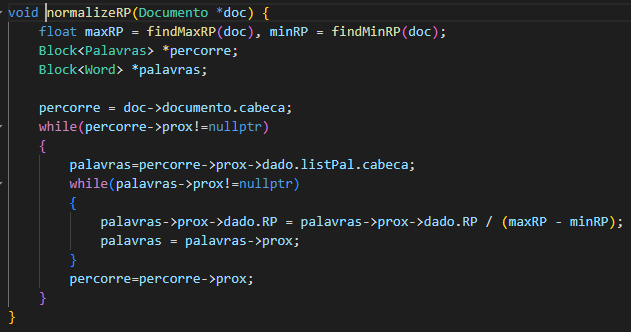 void normalizeRP(Documento *doc) {
    float maxRP = findMaxRP(doc), minRP = findMinRP(doc);
    Block<Palavras> *percorre;
    Block<Word> *palavras;

    percorre = doc->documento.cabeca;
    while(percorre->prox!=nullptr)
    {
        palavras=percorre->prox->dado.listPal.cabeca;
        while(palavras->prox!=nullptr)
        {
            palavras->prox->dado.RP = palavras->prox->dado.RP / (maxRP - minRP);
            palavras = palavras->prox;
        }
        percorre=percorre->prox;
    }
}